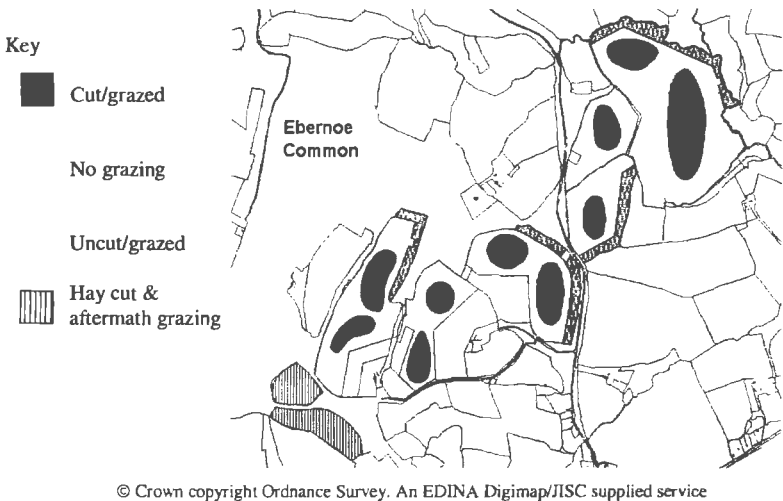 Key
Cut/grazed
No grazing
Uncut/grazed
Hay cut &
aftermath grazing
Ebernoe
Common
© Crown copyright Ordnance Survey. An EDINA Digimap/JISC supplied service